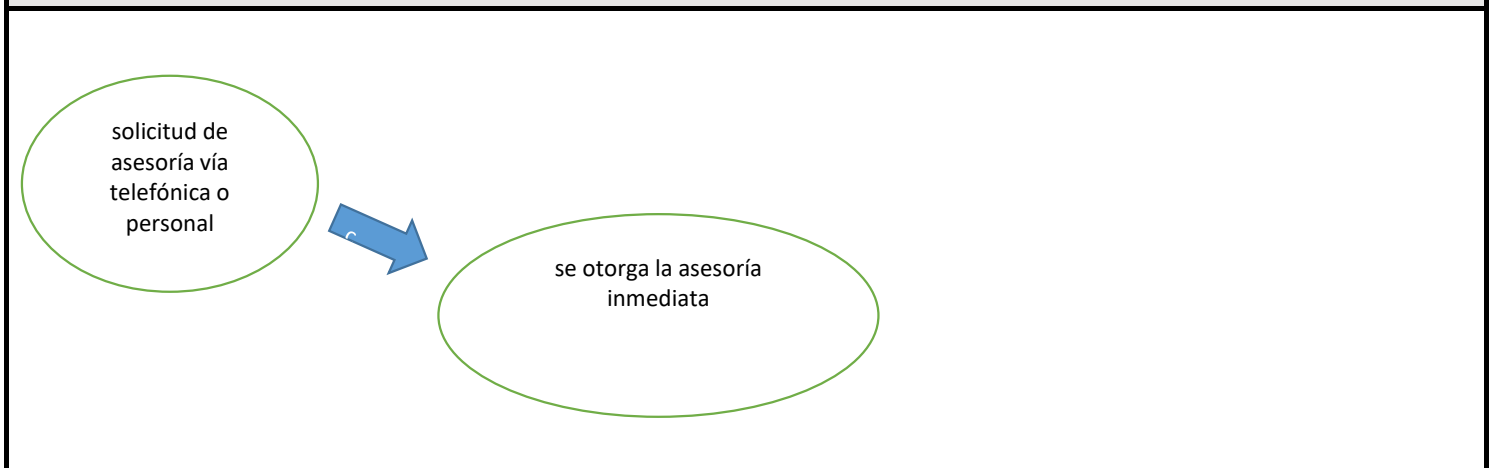 solicitud de
asesoría vía
telefónica o
personal
se otorga la asesoría
inmediata